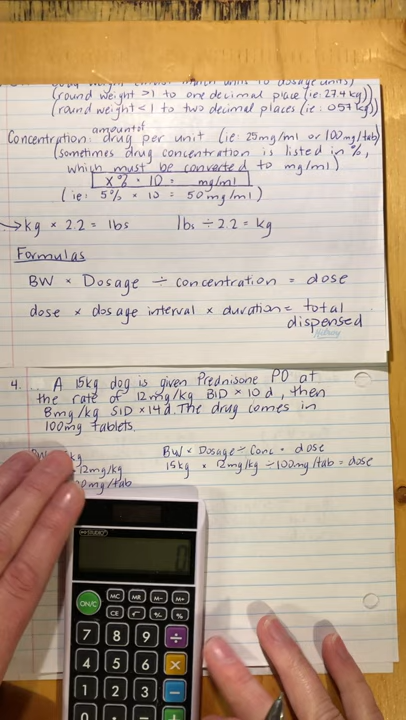 (round weight >1 to one decimal place (ie: 27.4 kg))
(round weight <1 to two decimal places (ie: 0.57 kg))
Concentration: amount of drug per unit (ie: 25mg/ml or 100mg/tab)
(sometimes drug concentration is listed in %,
which must be converted to mg/ml)
X% × 10 = mg/ml
(ie: 5% × 10 = 50mg/ml)
→kg × 2.2 = lbs lbs ÷ 2.2 = kg
Formulas
BW × Dosage ÷ concentration = dose
dose × dosage interval × duration = total
dispensed
4. A 15kg dog is given Prednisone PO at
the rate of 12mg/kg BID × 10 d, then
8mg/kg SID × 14 d. The drug comes in
100mg tablets.
kg BW × Dosage ÷ Conc = dose
12mg/kg 15kg × 12mg/kg ÷ 100mg/tab = dose
mg/tab
STUDIO
0
ON/C MC MR M- M+
CE √ %
7 8 9 ÷
4 5 6 ×
1 2 3 −
0 +